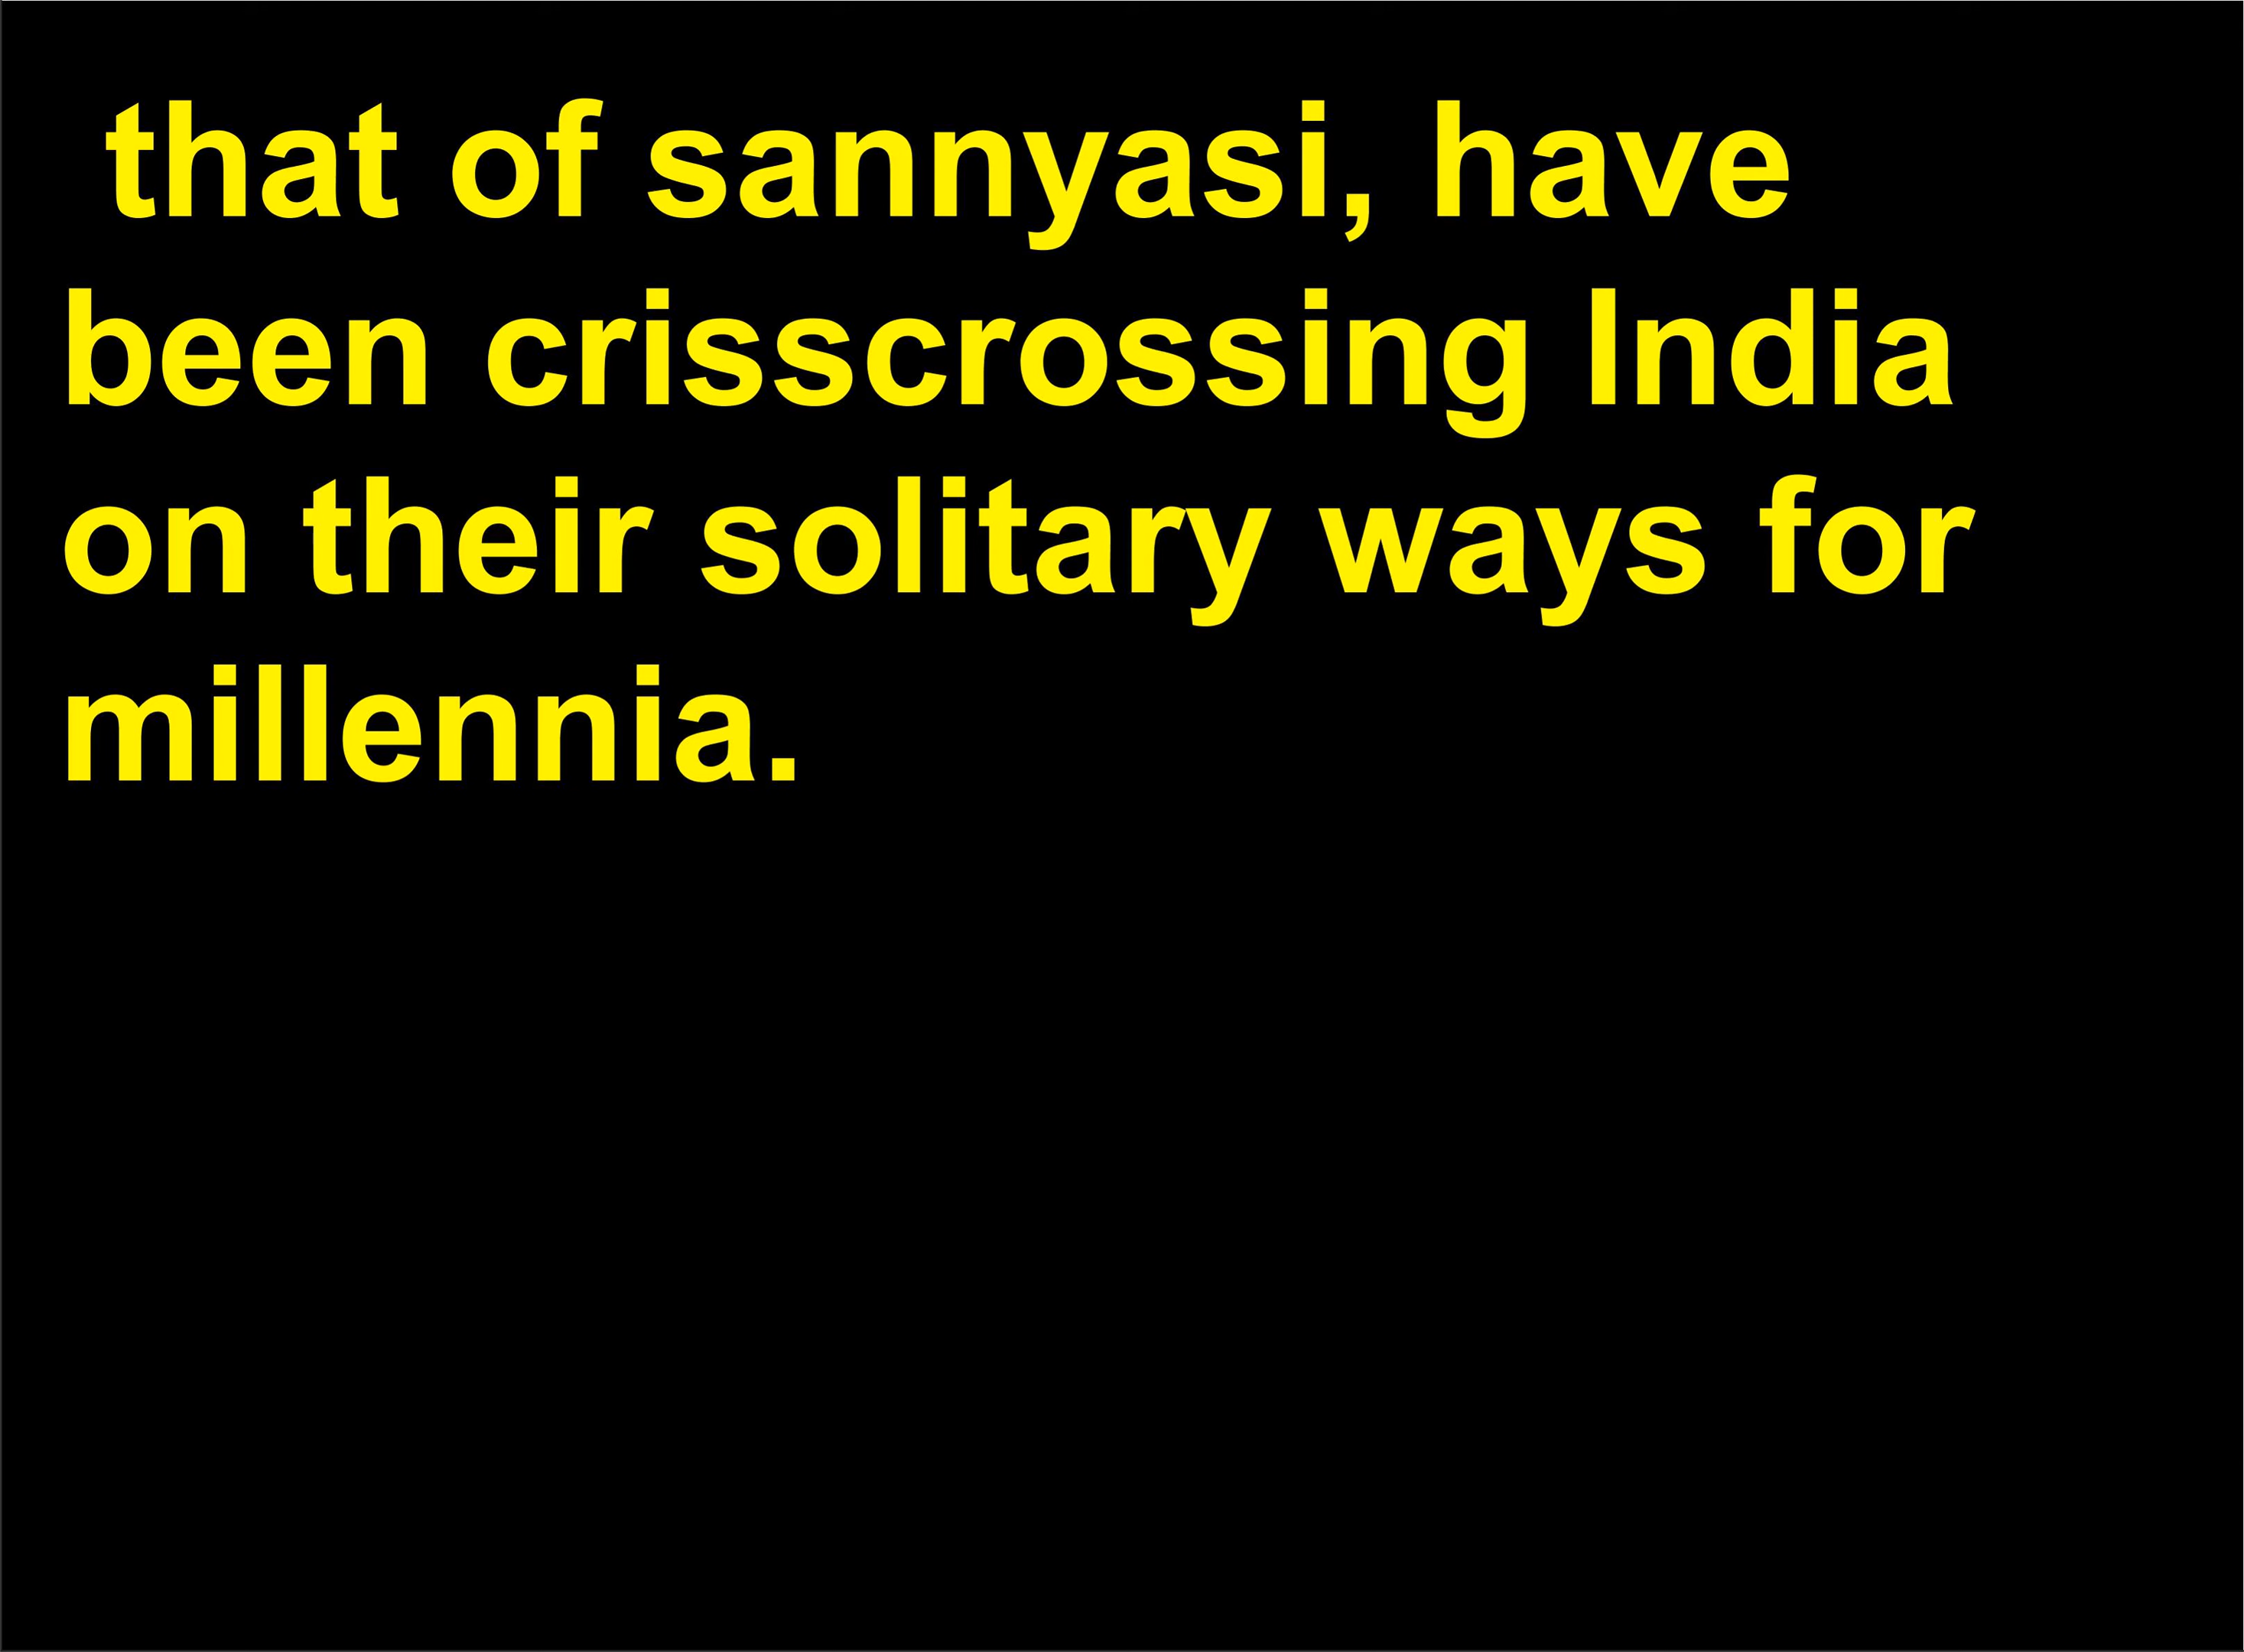 that of sannyasi, have
been crisscrossing India
on their solitary ways for
millennia.